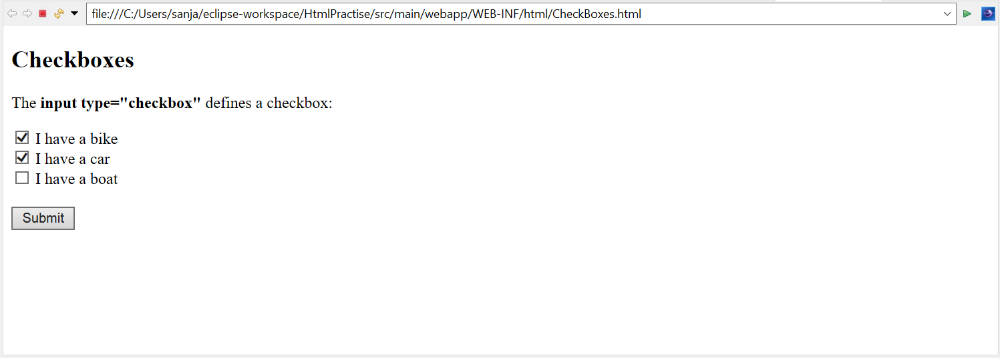 file:///C:/Users/sanja/eclipse-workspace/HtmlPractise/src/main/webapp/WEB-INF/html/CheckBoxes.html
Checkboxes
The input type="checkbox" defines a checkbox:
I have a bike
I have a car
I have a boat
Submit